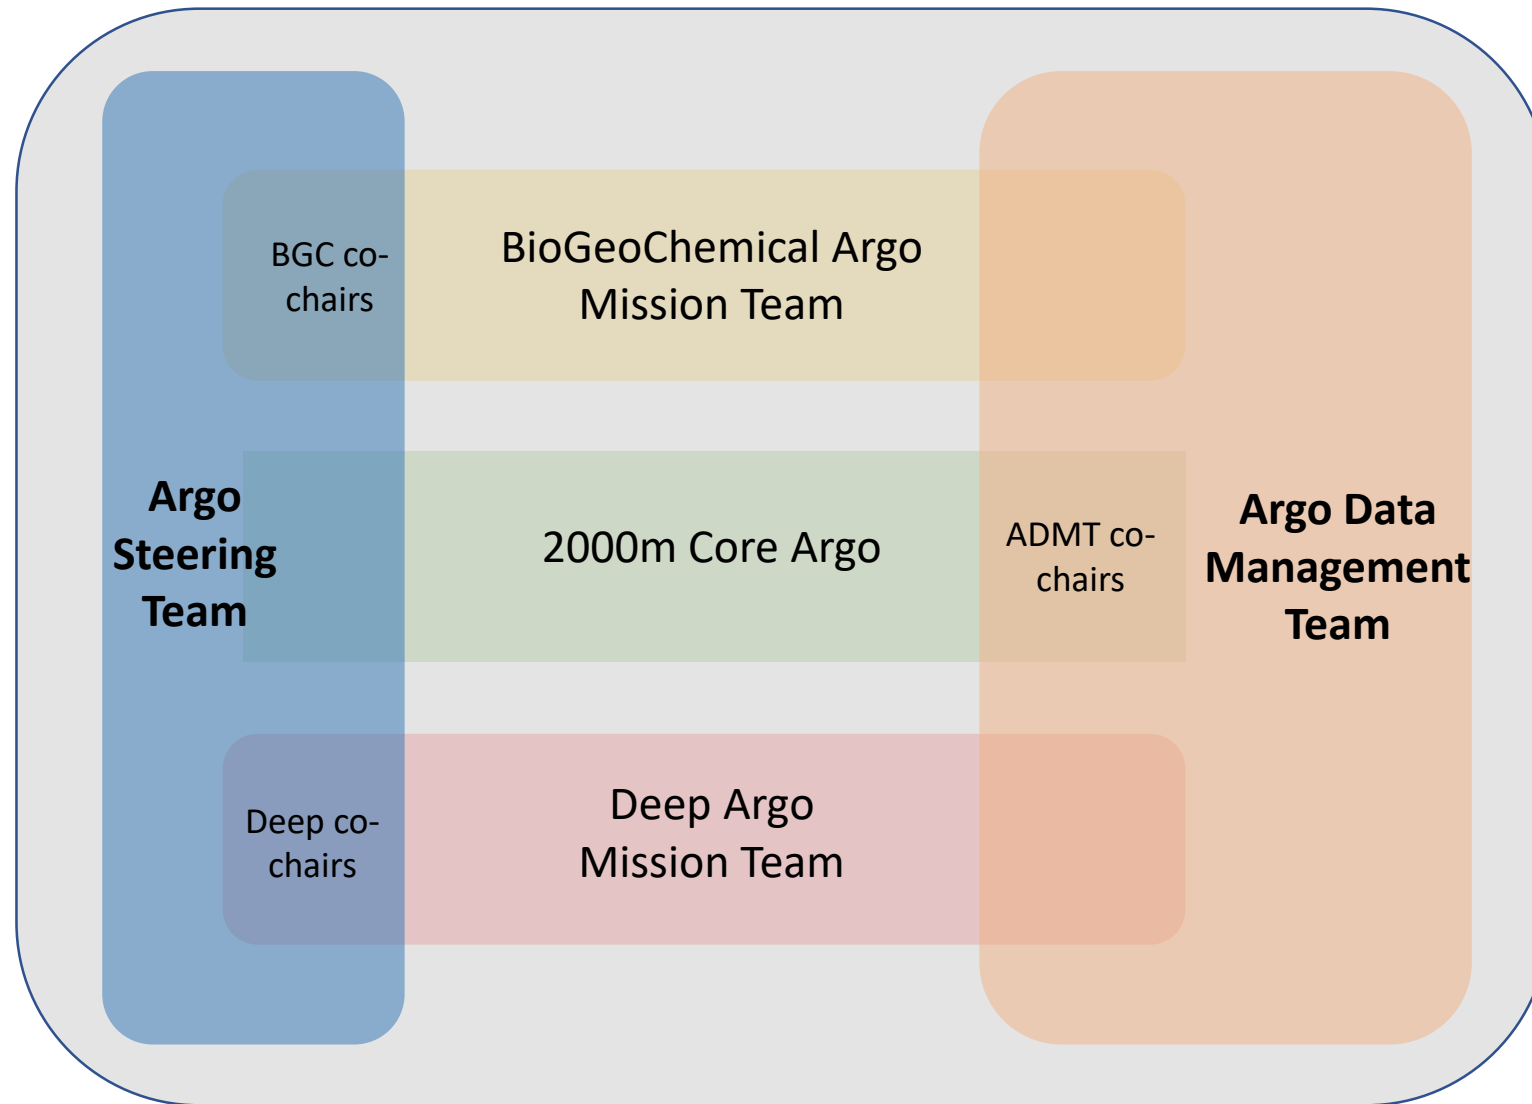 BGC co-
chairs
BioGeoChemical Argo
Mission Team
Argo
Steering
Team
2000m Core Argo
ADMT co-
chairs
Argo Data
Management
Team
Deep co-
chairs
Deep Argo
Mission Team